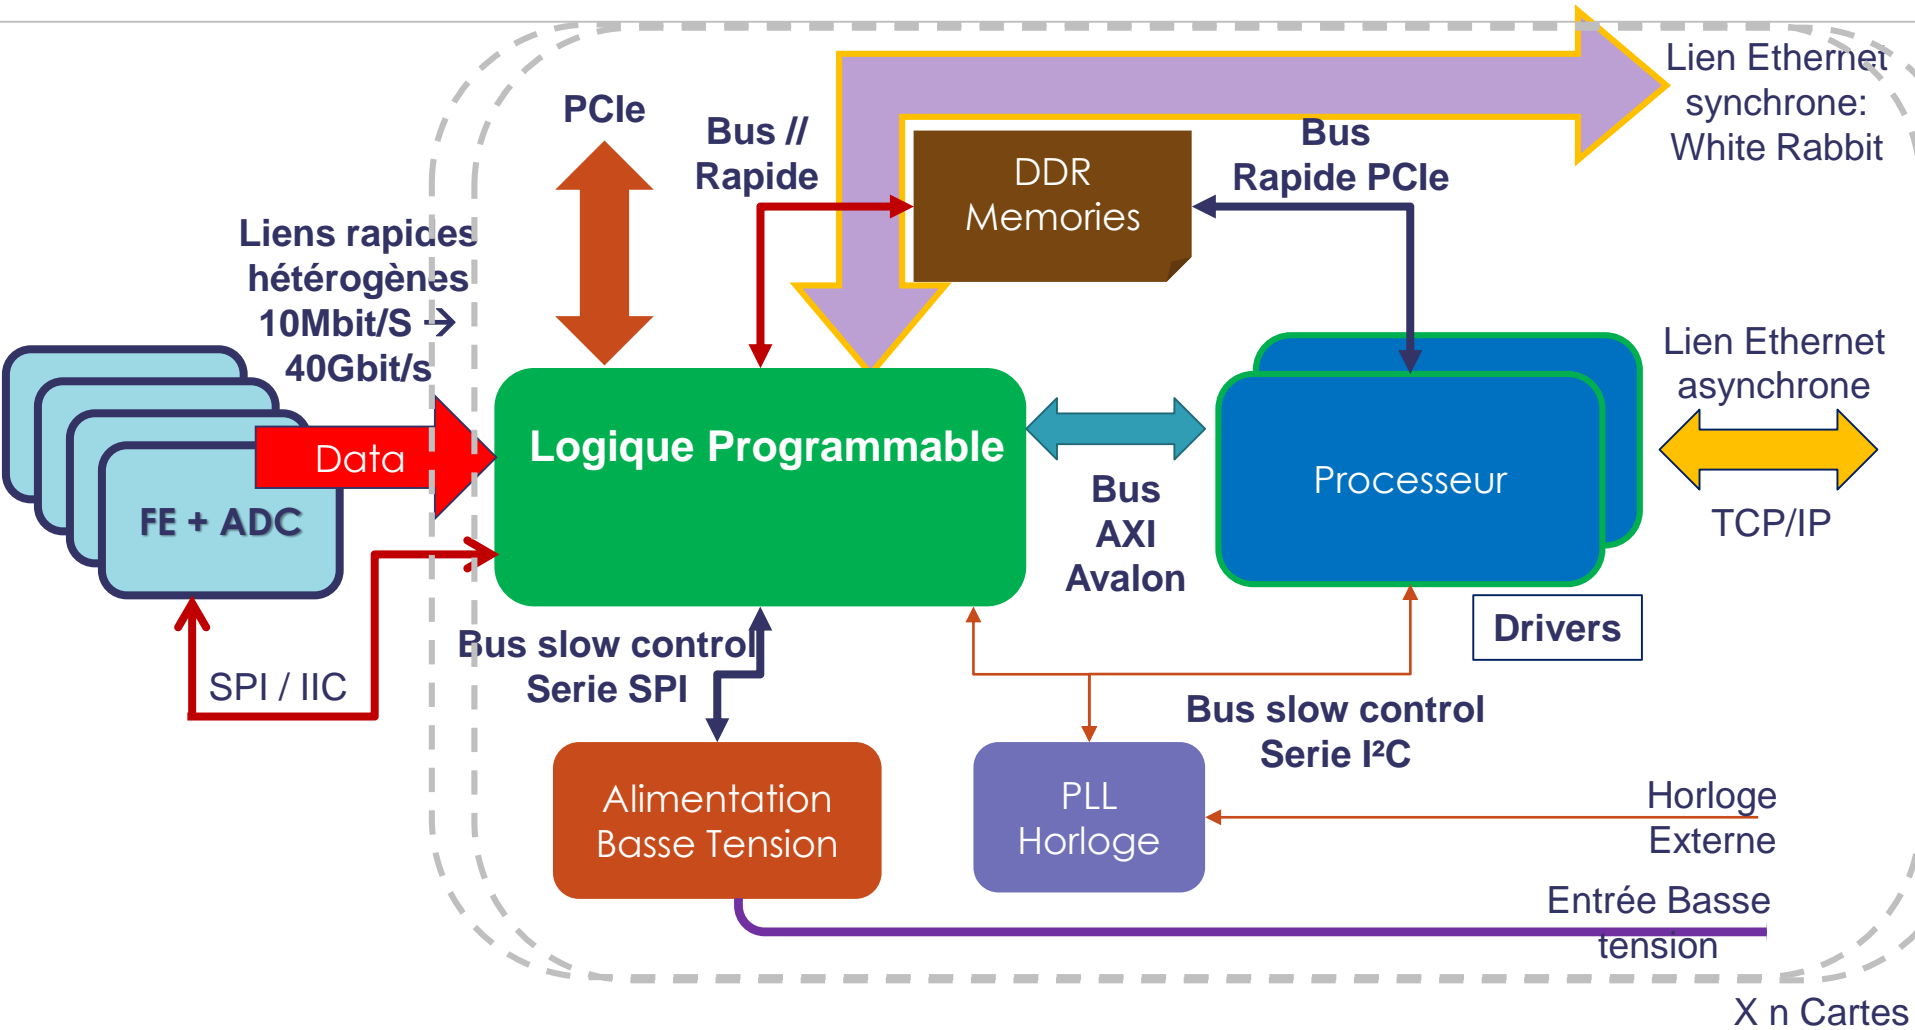 Lien Ethernet
synchrone:
White Rabbit
PCIe
Bus //
Rapide
DDR
Memories
Bus
Rapide PCIe
Liens rapides
hétérogènes
10Mbit/S →
40Gbit/s
Lien Ethernet
asynchrone
TCP/IP
Data
FE + ADC
Logique Programmable
Bus
AXI
Avalon
Processeur
Drivers
SPI / IIC
Bus slow control
Serie SPI
Bus slow control
Serie I²C
Alimentation
Basse Tension
PLL
Horloge
Horloge
Externe
Entrée Basse
tension
X n Cartes